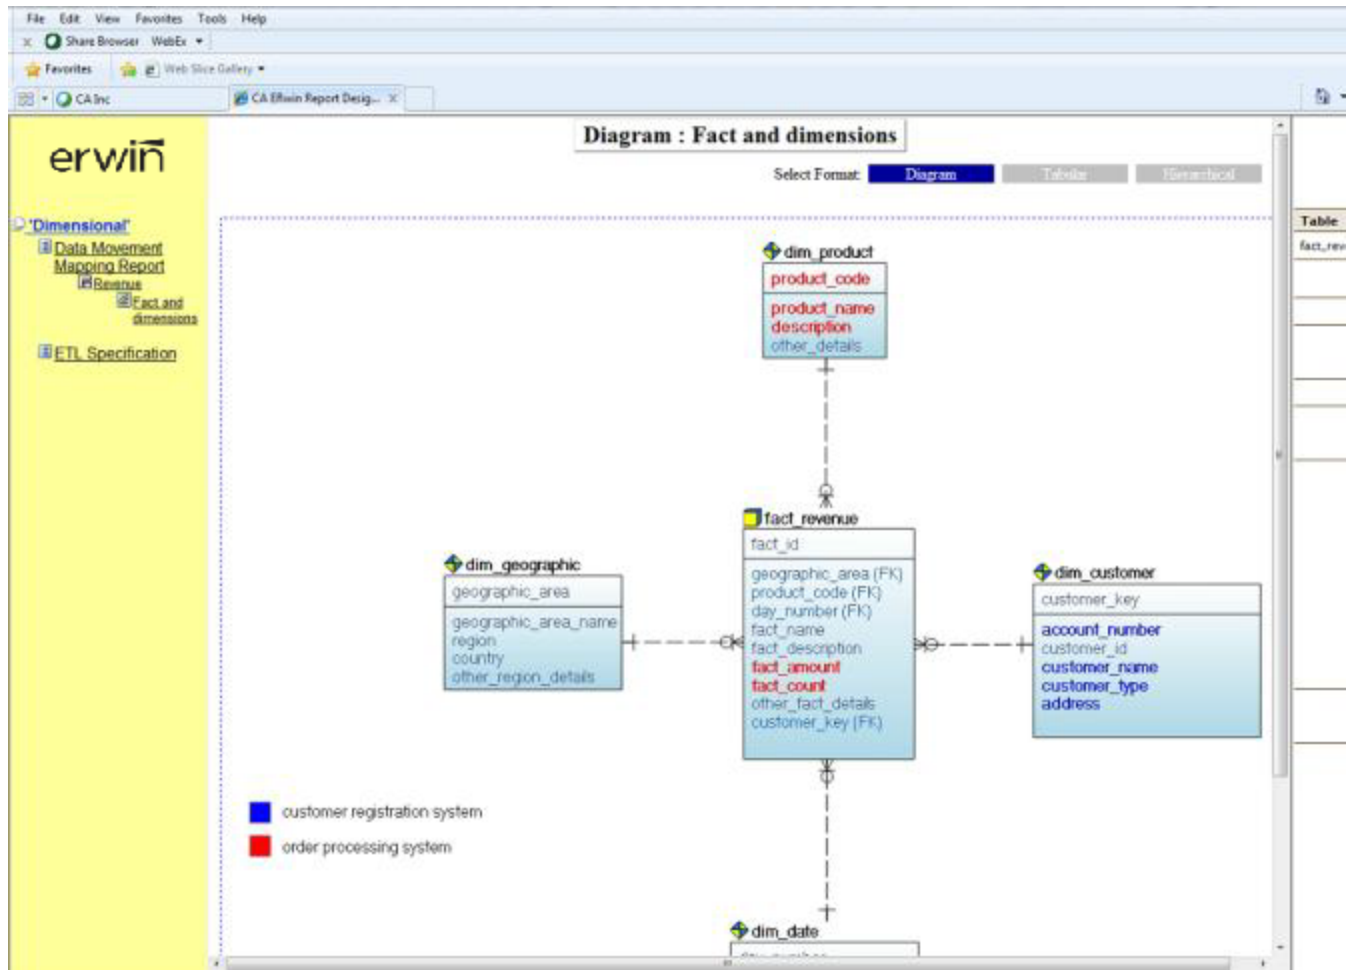 File Edit View Favorites Tools Help
x Share Browser WebEx
Favorites Web Slice Gallery
CA Inc CA ERwin Report Desig... X
erwin
'Dimensional'
Data Movement
Mapping Report
Revenue
Fact and
dimensions
ETL Specification
Diagram : Fact and dimensions
Select Format: Diagram Tabular Hierarchical
Table
fact_rev
dim_product
product_code
product_name
description
other_details
fact_revenue
fact_id
geographic_area (FK)
product_code (FK)
day_number (FK)
fact_name
fact_description
fact_amount
fact_count
other_fact_details
customer_key (FK)
dim_geographic
geographic_area
geographic_area_name
region
country
other_region_details
dim_customer
customer_key
account_number
customer_id
customer_name
customer_type
address
customer registration system
order processing system
dim_date